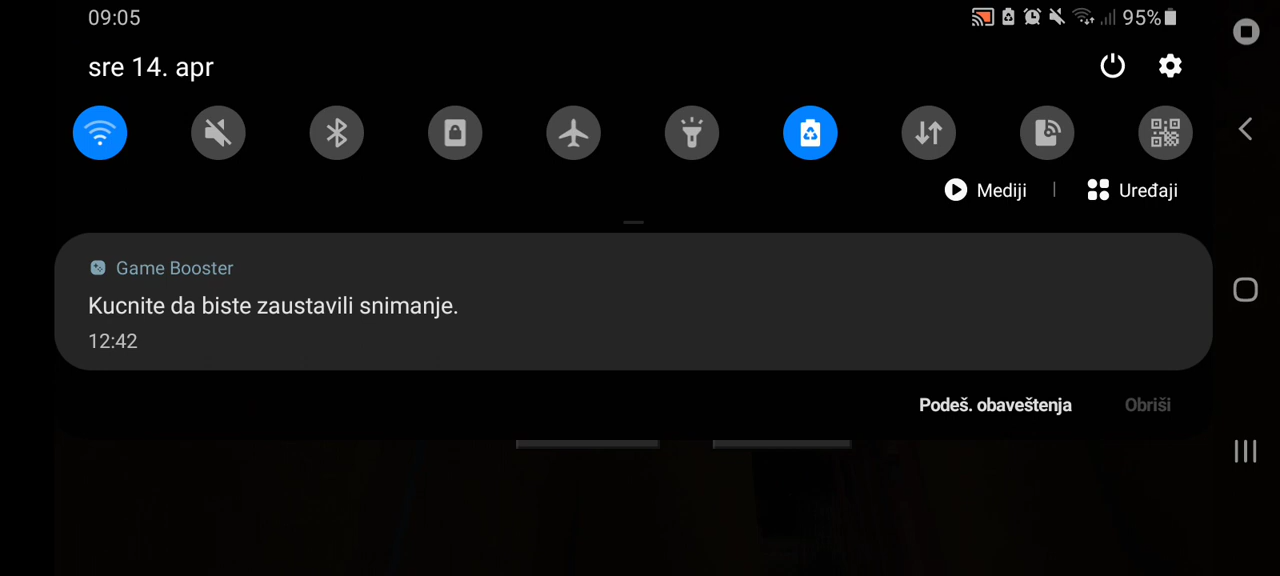 09:05
95%
sre 14. apr
Mediji | Uređaji
Game Booster
Kucnite da biste zaustavili snimanje.
12:42
Podeš. obaveštenja Obriši